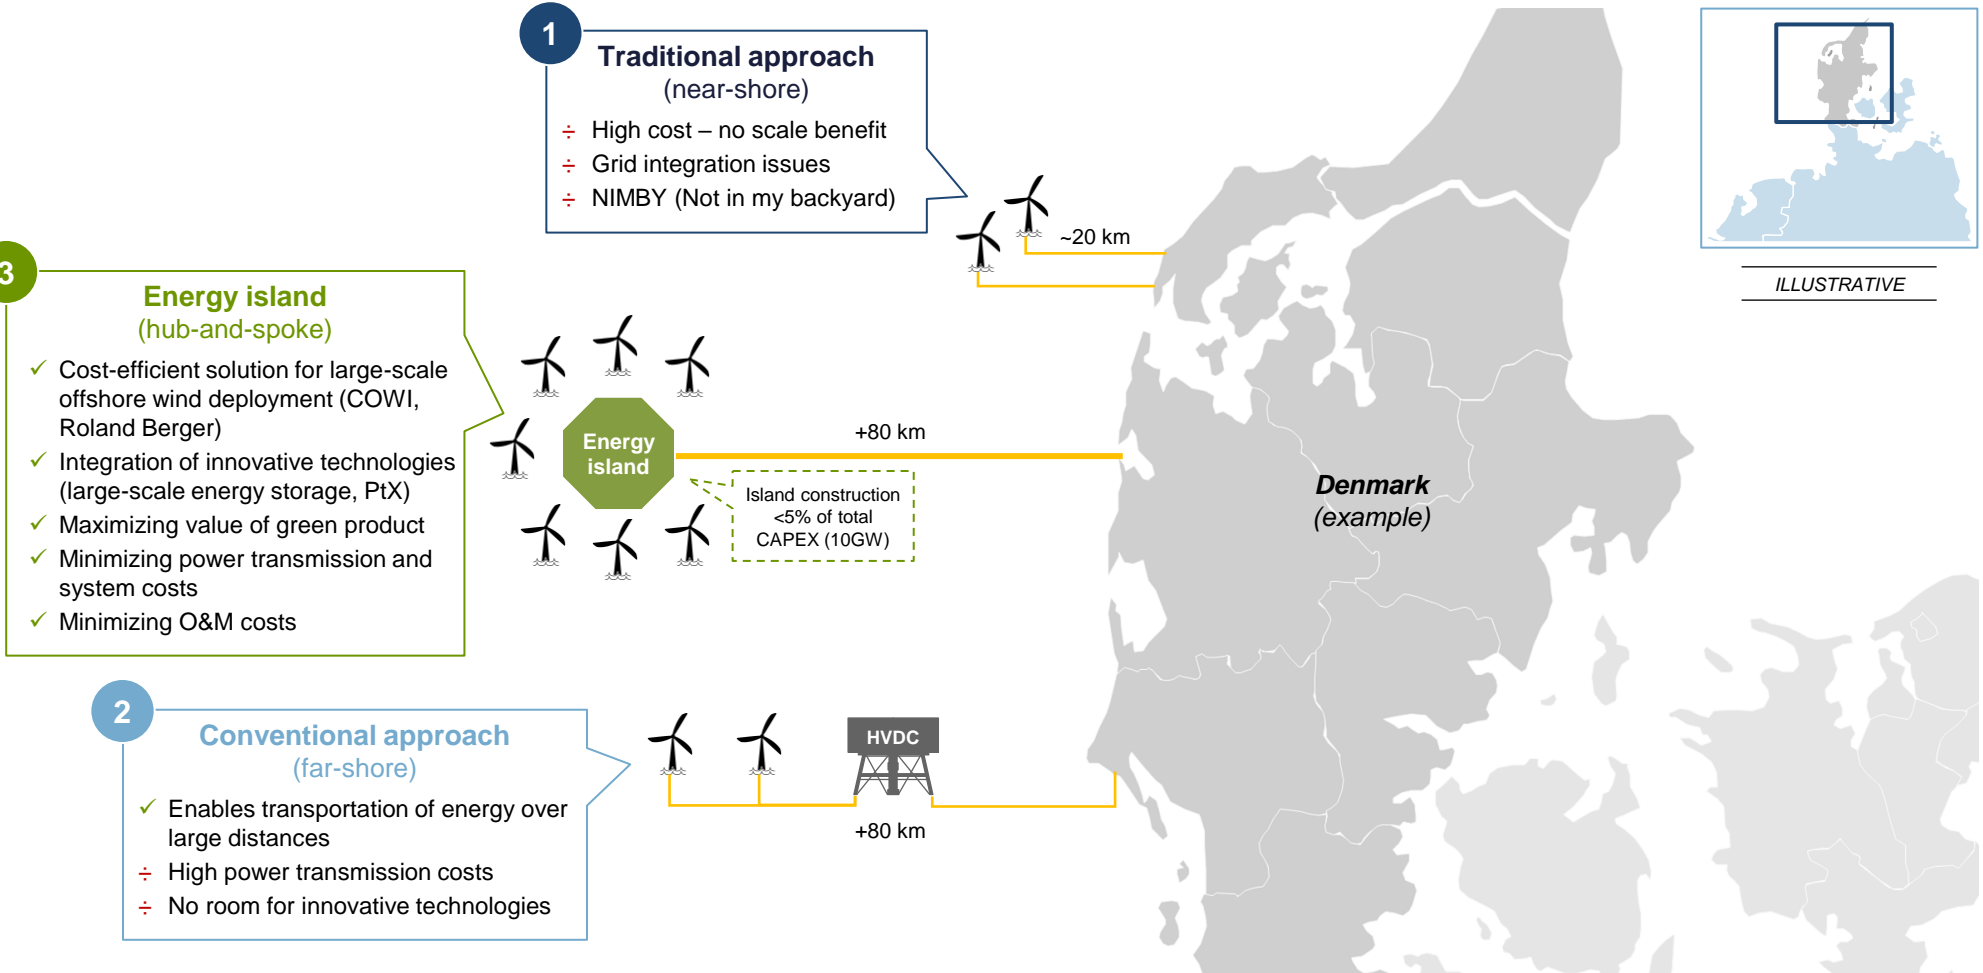 1
Traditional approach
(near-shore)
÷ High cost – no scale benefit
÷ Grid integration issues
÷ NIMBY (Not in my backyard)
~20 km
ILLUSTRATIVE
3
Energy island
(hub-and-spoke)
✓ Cost-efficient solution for large-scale
offshore wind deployment (COWI,
Roland Berger)
✓ Integration of innovative technologies
(large-scale energy storage, PtX)
✓ Maximizing value of green product
✓ Minimizing power transmission and
system costs
✓ Minimizing O&M costs
Energy
island
+80 km
Island construction
<5% of total
CAPEX (10GW)
Denmark
(example)
2
Conventional approach
(far-shore)
✓ Enables transportation of energy over
large distances
÷ High power transmission costs
÷ No room for innovative technologies
HVDC
+80 km